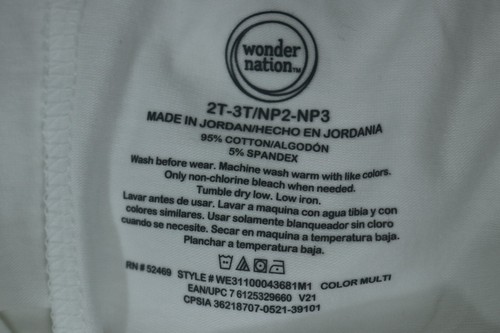 wonder
nation™
2T-3T/NP2-NP3
MADE IN JORDAN/HECHO EN JORDANIA
95% COTTON/ALGODÓN
5% SPANDEX
Wash before wear. Machine wash warm with like colors.
Only non-chlorine bleach when needed.
Tumble dry low. Low iron.
Lavar antes de usar. Lavar a maquina con agua tibia y con
colores similares. Usar solamente blanqueador sin cloro
cuando se necesite. Secar en maquina a temperatura baja.
Planchar a temperatura baja.
RN # 52469 STYLE # WE31100043681M1 COLOR MULTI
EAN/UPC 7 6125329660 V21
CPSIA 36218707-0521-39101